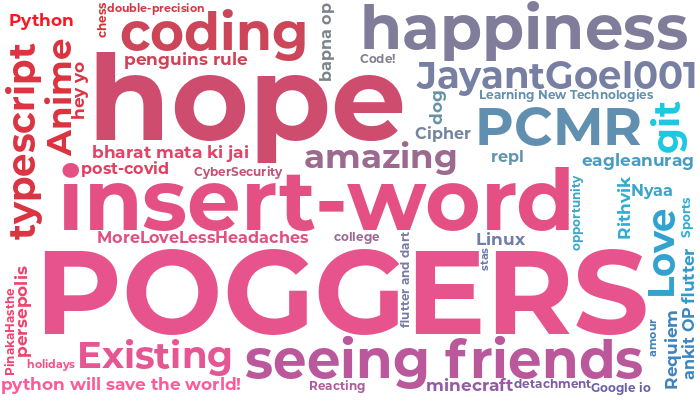 Python
chess
double-precision
coding
bapna op
happiness
penguins rule
Code!
typescript
Anime
hey yo
hope
JayantGoel001
Learning New Technologies
dog
Cipher
PCMR
git
bharat mata ki jai
amazing
repl
eagleanurag
post-covid
CyberSecurity
insert-word
opportunity
Rithvik
Nyaa
Love
Sports
MoreLoveLessHeadaches
college
flutter and dart
Linux
stas
POGGERS
PinakaHasthe
persepolis
holidays
Existing
seeing friends
amour
Requiem
ankit OP flutter
python will save the world!
Reacting
minecraft
detachment
Google io